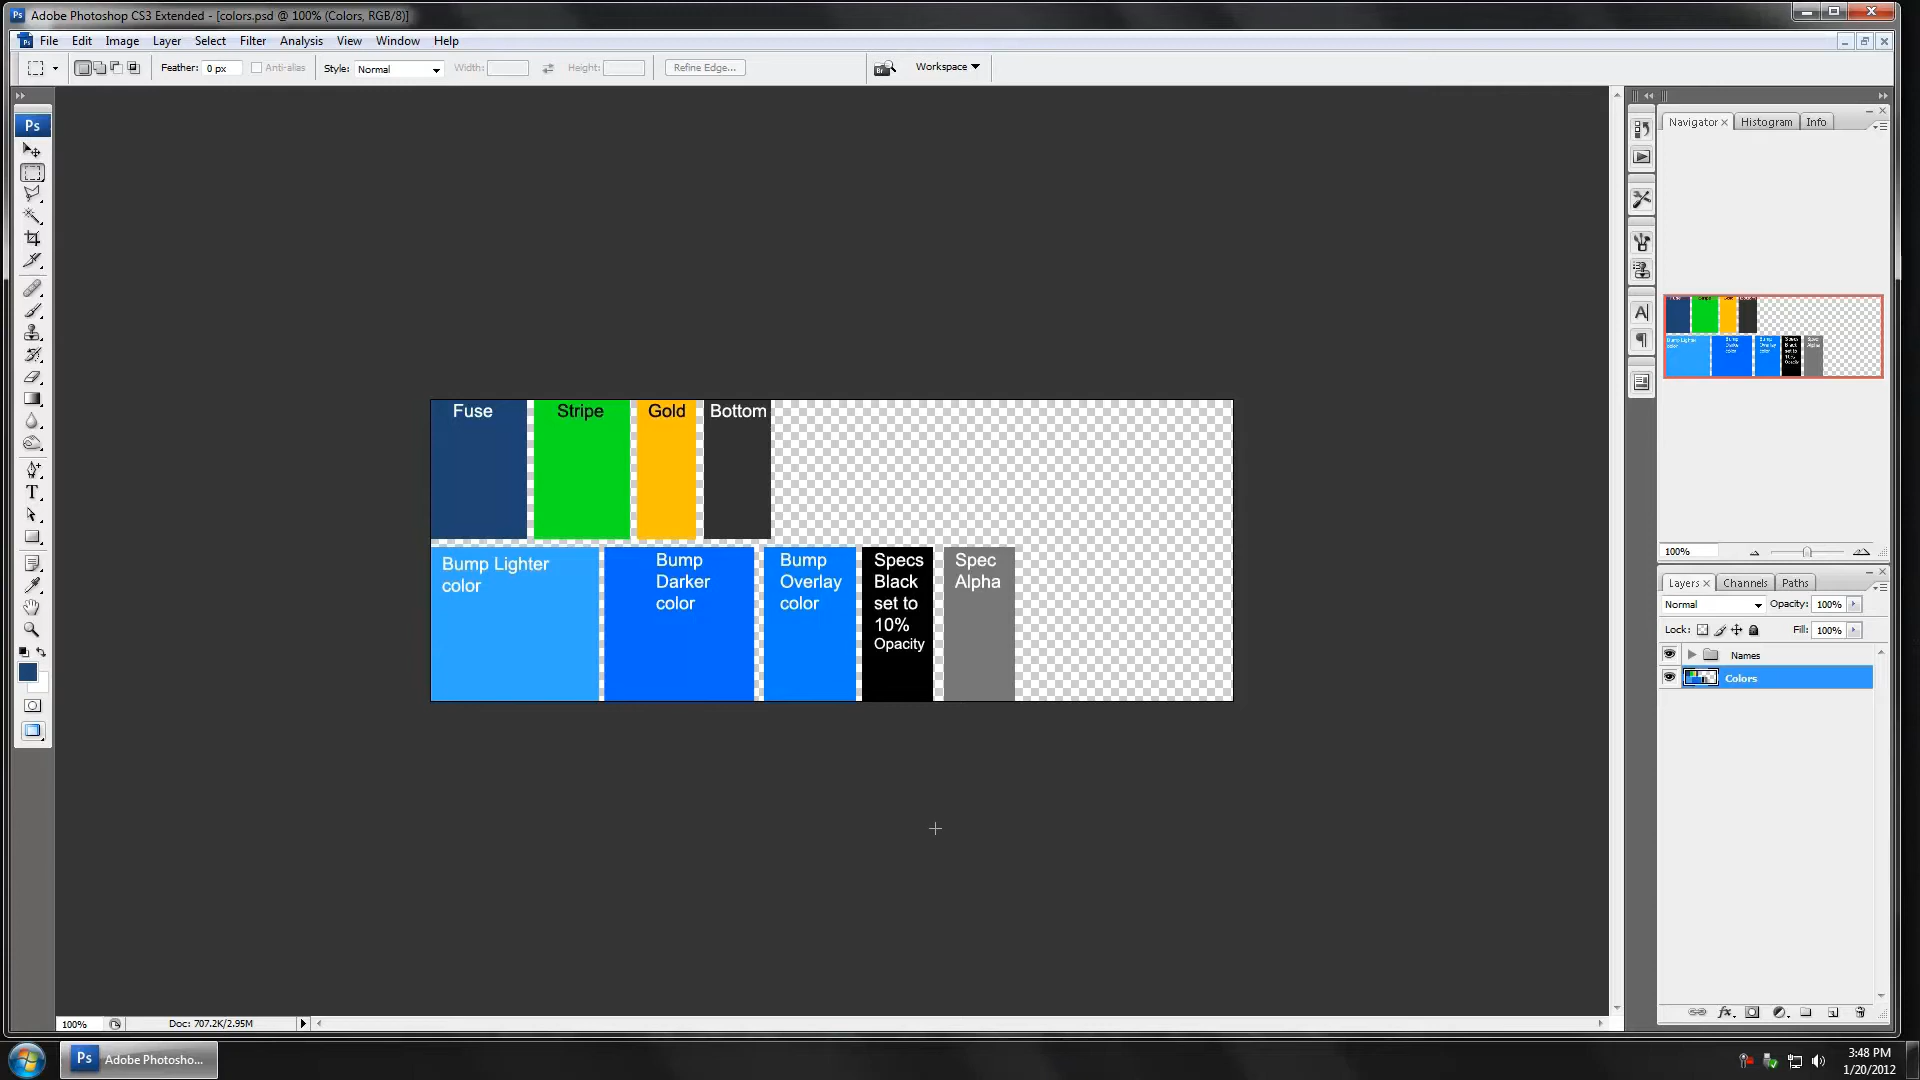 Adobe Photoshop CS3 Extended - [colors.psd @ 100% (Colors, RGB/8)]
File Edit Image Layer Select Filter Analysis View Window Help
Feather: 0 px Anti-alias Style: Normal Width: Height: Refine Edge... Workspace
Ps
Navigator Histogram Info
Fuse Stripe Gold Bottom
Bump Lighter
color
Bump
Darker
color
Bump
Overlay
color
Specs
Black
set to
10%
Opacity
Spec
Alpha
100%
Layers Channels Paths
Normal Opacity: 100%
Lock: Fill: 100%
Names
Colors
100% Doc: 707.2K/2.95M
Ps Adobe Photosho...
3:48 PM
1/20/2012